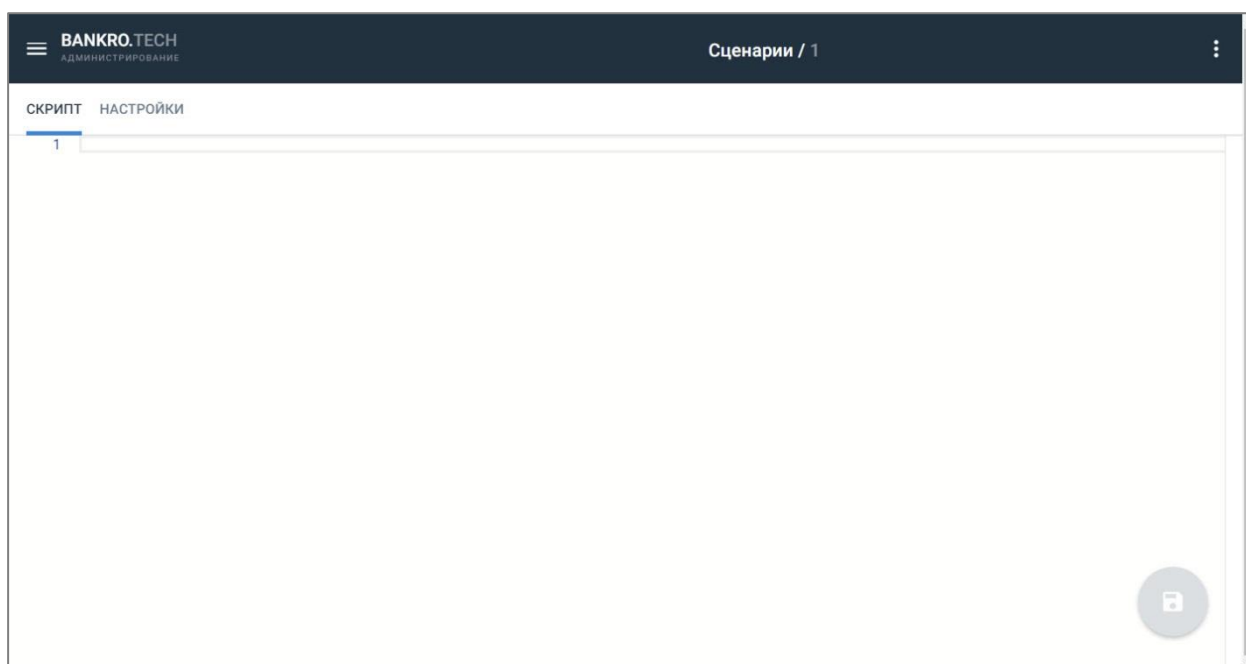 BANKRO.TECH
АДМИНИСТРИРОВАНИЕ
Сценарии / 1
СКРИПТ НАСТРОЙКИ
1